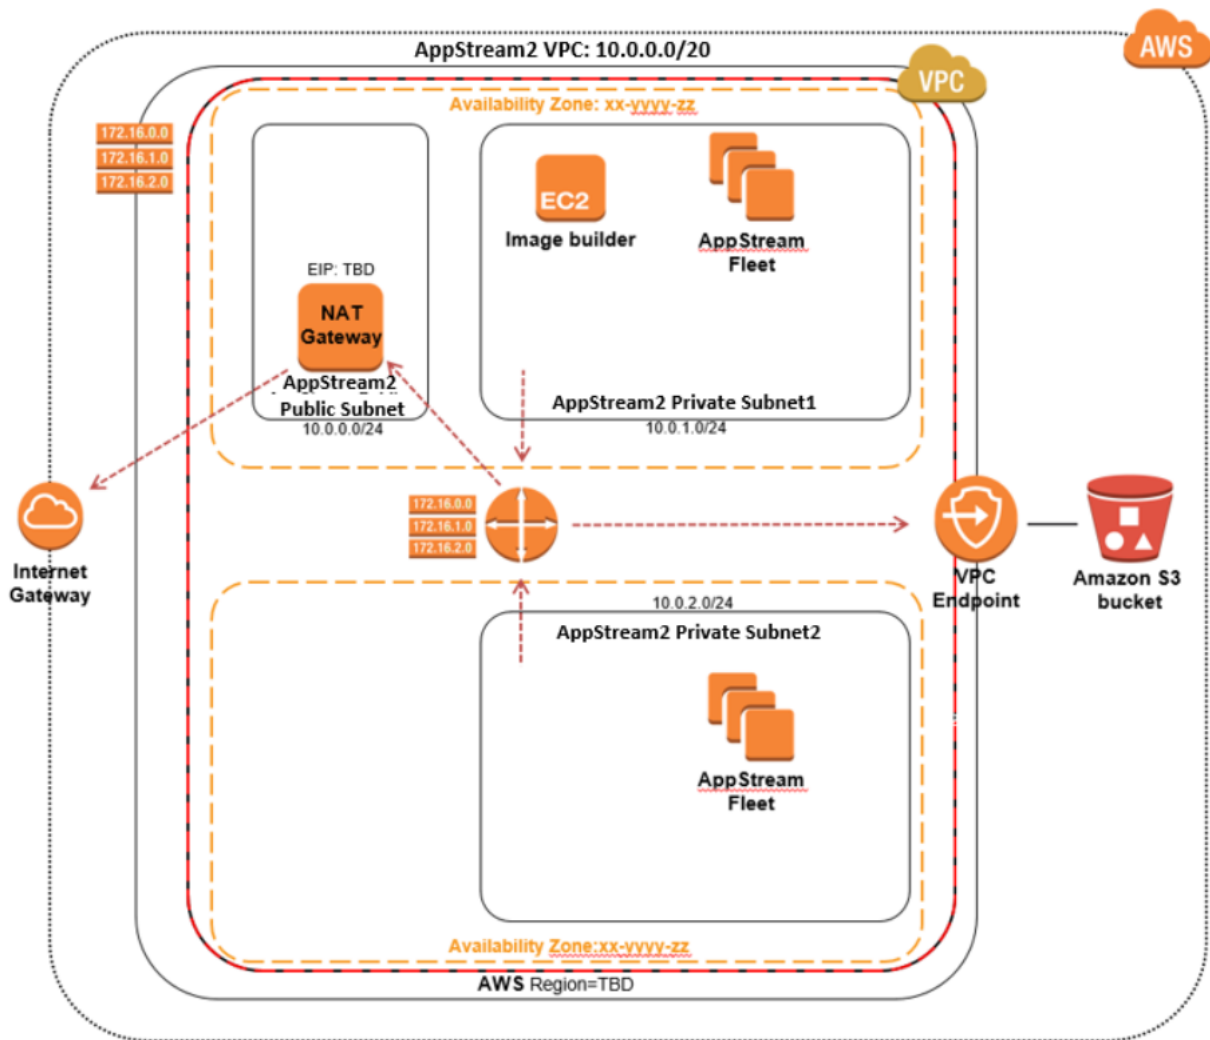 AppStream2 VPC: 10.0.0.0/20
AWS
VPC
Availability Zone: xx-yyyy-zz
172.16.0.0
172.16.1.0
172.16.2.0
EC2
Image builder
AppStream
Fleet
EIP: TBD
NAT
Gateway
AppStream2
Public Subnet
10.0.0.0/24
AppStream2 Private Subnet1
10.0.1.0/24
172.16.0.0
172.16.1.0
172.16.2.0
Internet
Gateway
VPC
Endpoint
Amazon S3
bucket
10.0.2.0/24
AppStream2 Private Subnet2
AppStream
Fleet
Availability Zone:xx-yyyy-zz
AWS Region=TBD